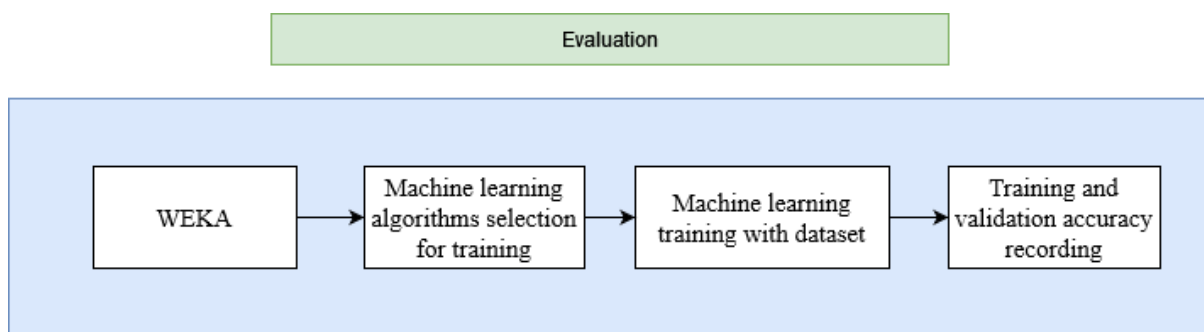 Evaluation
WEKA
Machine learning
algorithms selection
for training
Machine learning
training with dataset
Training and
validation accuracy
recording